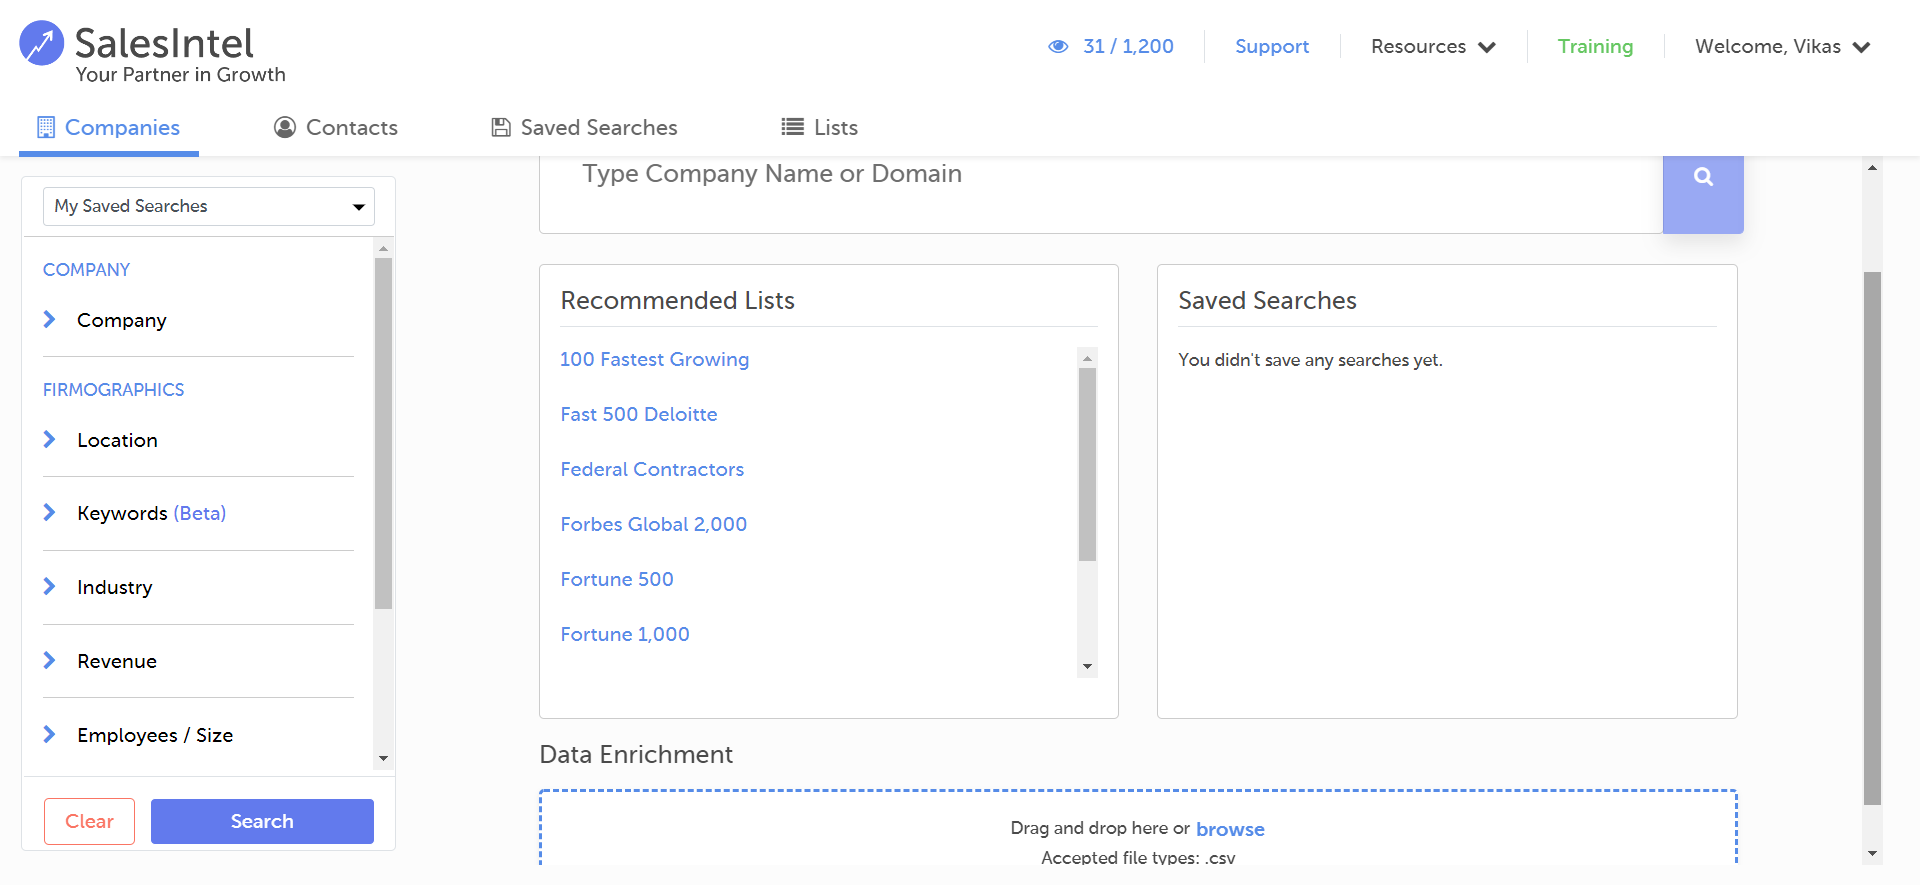 SalesIntel
Your Partner in Growth
31 / 1,200
Support
Resources
Training
Welcome, Vikas
Companies
Contacts
Saved Searches
Lists
My Saved Searches
COMPANY
Company
FIRMOGRAPHICS
Location
Keywords (Beta)
Industry
Revenue
Employees / Size
Clear
Search
Type Company Name or Domain
Recommended Lists
100 Fastest Growing
Fast 500 Deloitte
Federal Contractors
Forbes Global 2,000
Fortune 500
Fortune 1,000
Saved Searches
You didn't save any searches yet.
Data Enrichment
Drag and drop here or browse
Accepted file types: .csv